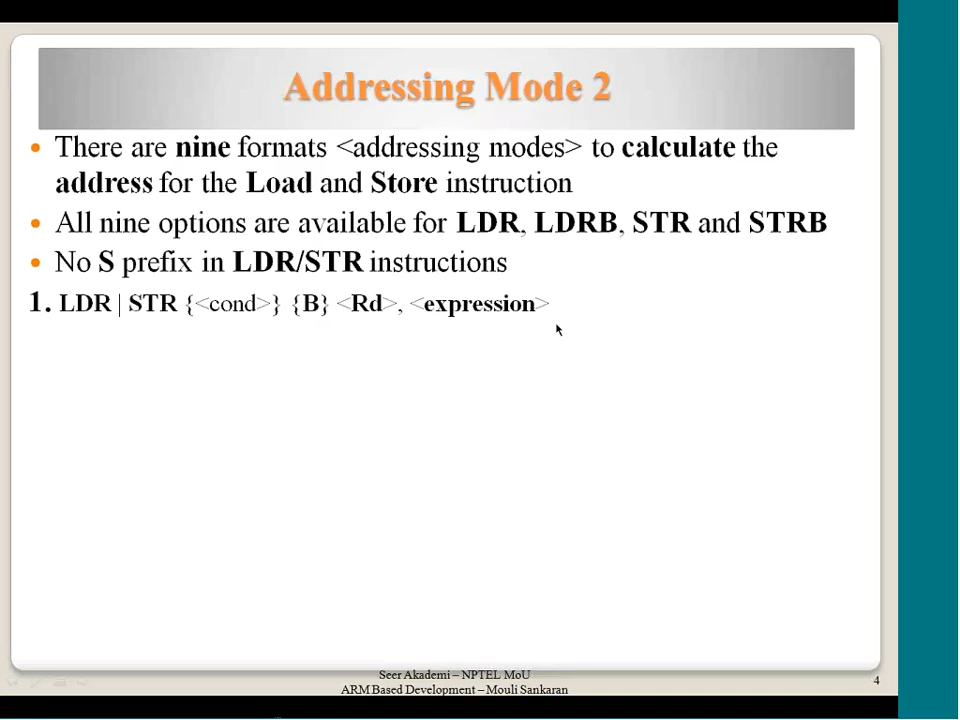 Addressing Mode 2
• There are nine formats <addressing modes> to calculate the
address for the Load and Store instruction
• All nine options are available for LDR, LDRB, STR and STRB
• No S prefix in LDR/STR instructions
1. LDR | STR {<cond>} {B} <Rd>, <expression>
Seer Akademi – NPTEL MoU
ARM Based Development – Mouli Sankaran
4